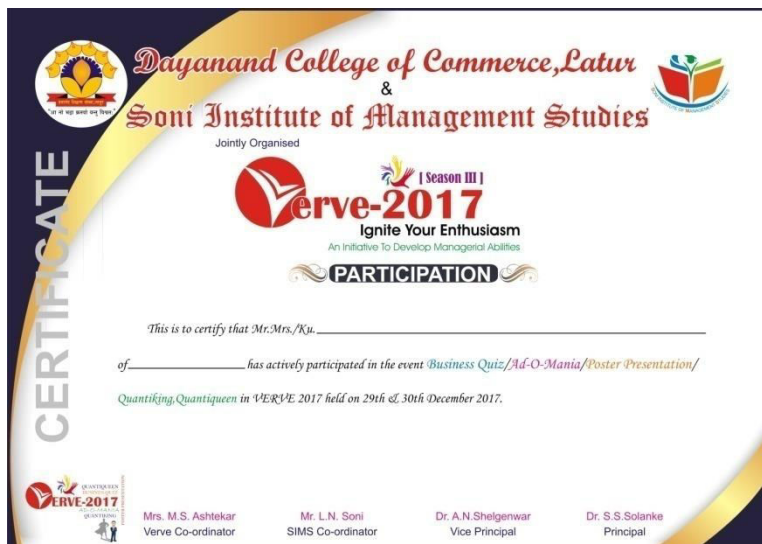 Dayanand College of Commerce,Latur
&
Soni Institute of Management Studies
Jointly Organised
[ Season III ]
Verve-2017
Ignite Your Enthusiasm
An Initiative To Develop Managerial Abilities
PARTICIPATION
CERTIFICATE
This is to certify that Mr.Mrs./Ku.
of has actively participated in the event Business Quiz/Ad-O-Mania/Poster Presentation/
Quantiking,Quantiqueen in VERVE 2017 held on 29th & 30th December 2017.
QUANTIQUEEN
VERVE-2017
AD-O-MANIA
QUANTIKING
Mrs. M.S. Ashtekar
Verve Co-ordinator
Mr. L.N. Soni
SIMS Co-ordinator
Dr. A.N.Shelgenwar
Vice Principal
Dr. S.S.Solanke
Principal